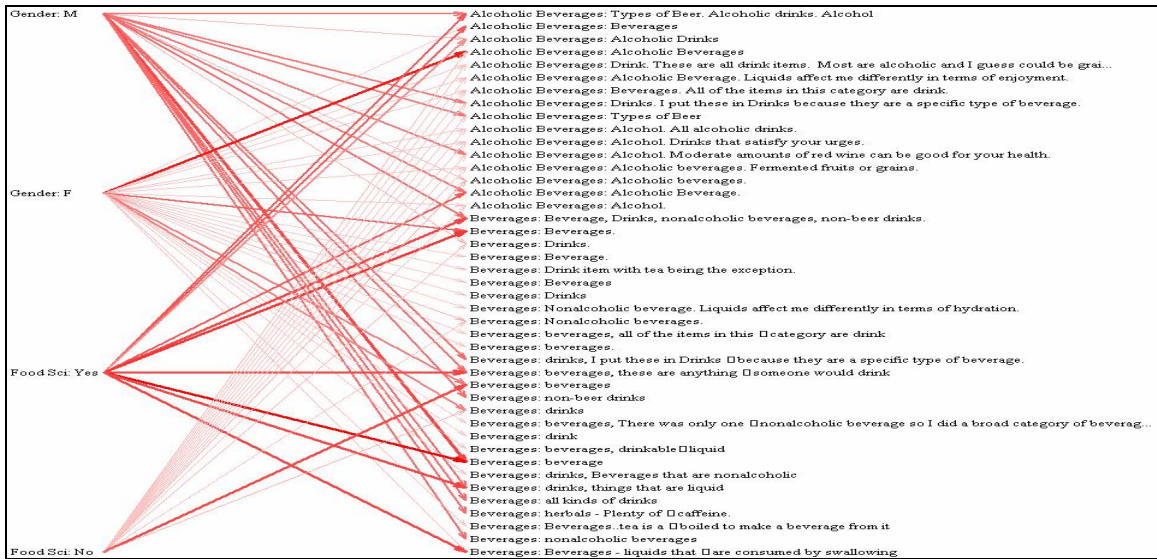 Gender: M
Gender: F
Food Sci: Yes
Food Sci: No
Alcoholic Beverages: Types of Beer. Alcoholic drinks. Alcohol
Alcoholic Beverages: Beverages
Alcoholic Beverages: Alcoholic Drinks
Alcoholic Beverages: Alcoholic Beverages
Alcoholic Beverages: Drink. These are all drink items.  Most are alcoholic and I guess could be grai...
Alcoholic Beverages: Alcoholic Beverage. Liquids affect me differently in terms of enjoyment.
Alcoholic Beverages: Beverages. All of the items in this category are drink.
Alcoholic Beverages: Drinks. I put these in Drinks because they are a specific type of beverage.
Alcoholic Beverages: Types of Beer
Alcoholic Beverages: Alcohol. All alcoholic drinks.
Alcoholic Beverages: Alcohol. Drinks that satisfy your urges.
Alcoholic Beverages: Alcohol. Moderate amounts of red wine can be good for your health.
Alcoholic Beverages: Alcoholic beverages. Fermented fruits or grains.
Alcoholic Beverages: Alcoholic beverages.
Alcoholic Beverages: Alcoholic Beverage.
Alcoholic Beverages: Alcohol.
Beverages: Beverage, Drinks, nonalcoholic beverages, non-beer drinks.
Beverages: Beverages.
Beverages: Drinks.
Beverages: Beverage.
Beverages: Drink item with tea being the exception.
Beverages: Beverages
Beverages: Drinks
Beverages: Nonalcoholic beverage. Liquids affect me differently in terms of hydration.
Beverages: Nonalcoholic beverages.
Beverages: beverages, all of the items in this □category are drink
Beverages: beverages.
Beverages: drinks, I put these in Drinks □because they are a specific type of beverage.
Beverages: beverages, these are anything □someone would drink
Beverages: beverages
Beverages: non-beer drinks
Beverages: drinks
Beverages: beverages, There was only one □nonalcoholic beverage so I did a broad category of beverag...
Beverages: drink
Beverages: beverages, drinkable□liquid
Beverages: beverage
Beverages: drinks, Beverages that are nonalcoholic
Beverages: drinks, things that are liquid
Beverages: all kinds of drinks
Beverages: herbals - Plenty of □caffeine.
Beverages: Beverages..tea is a □boiled to make a beverage from it
Beverages: nonalcoholic beverages
Beverages: Beverages - liquids that □are consumed by swallowing